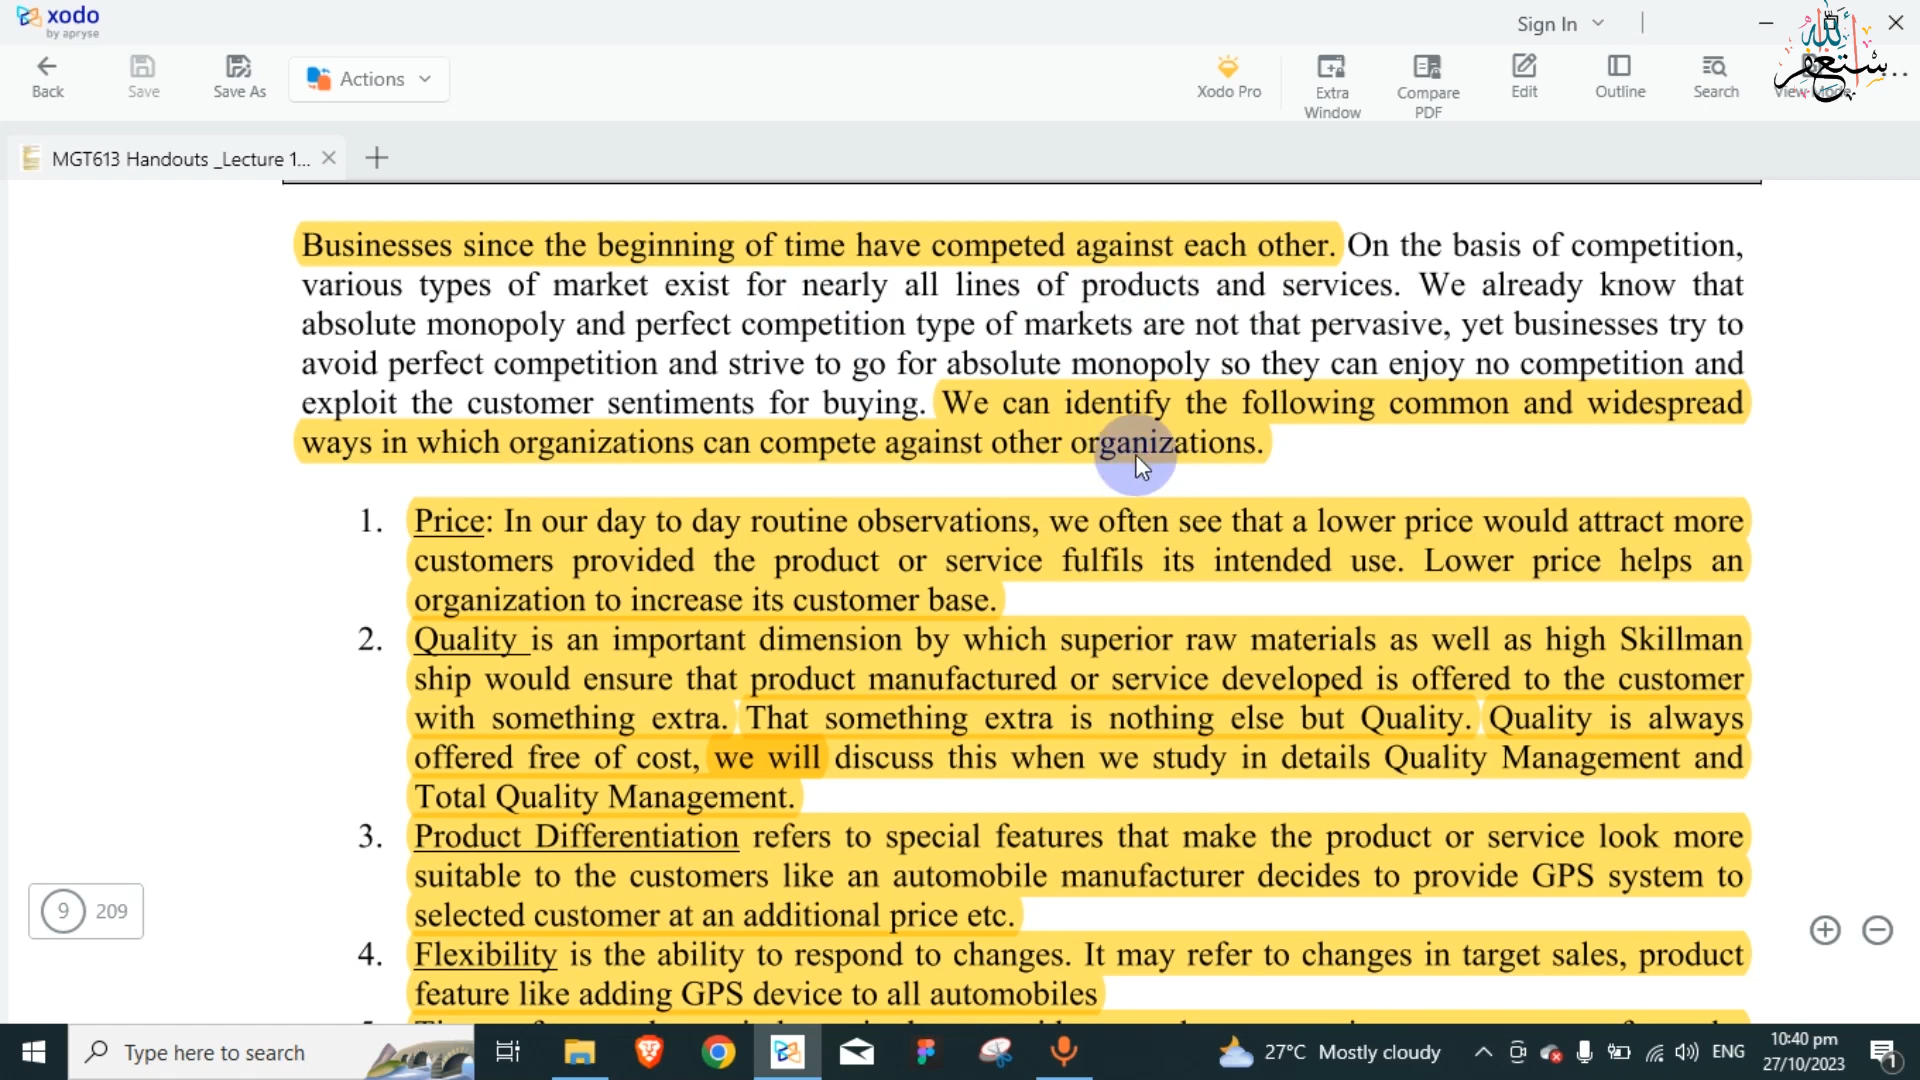 xodo
by apryse
Sign In
Back
Save
Save As
Actions
Xodo Pro
Extra
Window
Compare
PDF
Edit
Outline
Search
View Mode
أستغفر الله
MGT613 Handouts _Lecture 1...
Businesses since the beginning of time have competed against each other. On the basis of competition,
various types of market exist for nearly all lines of products and services. We already know that
absolute monopoly and perfect competition type of markets are not that pervasive, yet businesses try to
avoid perfect competition and strive to go for absolute monopoly so they can enjoy no competition and
exploit the customer sentiments for buying. We can identify the following common and widespread
ways in which organizations can compete against other organizations.
1. Price: In our day to day routine observations, we often see that a lower price would attract more
customers provided the product or service fulfils its intended use. Lower price helps an
organization to increase its customer base.
2. Quality is an important dimension by which superior raw materials as well as high Skillman
ship would ensure that product manufactured or service developed is offered to the customer
with something extra. That something extra is nothing else but Quality. Quality is always
offered free of cost, we will discuss this when we study in details Quality Management and
Total Quality Management.
3. Product Differentiation refers to special features that make the product or service look more
suitable to the customers like an automobile manufacturer decides to provide GPS system to
selected customer at an additional price etc.
4. Flexibility is the ability to respond to changes. It may refer to changes in target sales, product
feature like adding GPS device to all automobiles
9 209
Type here to search
27°C Mostly cloudy
ENG
10:40 pm
27/10/2023
1